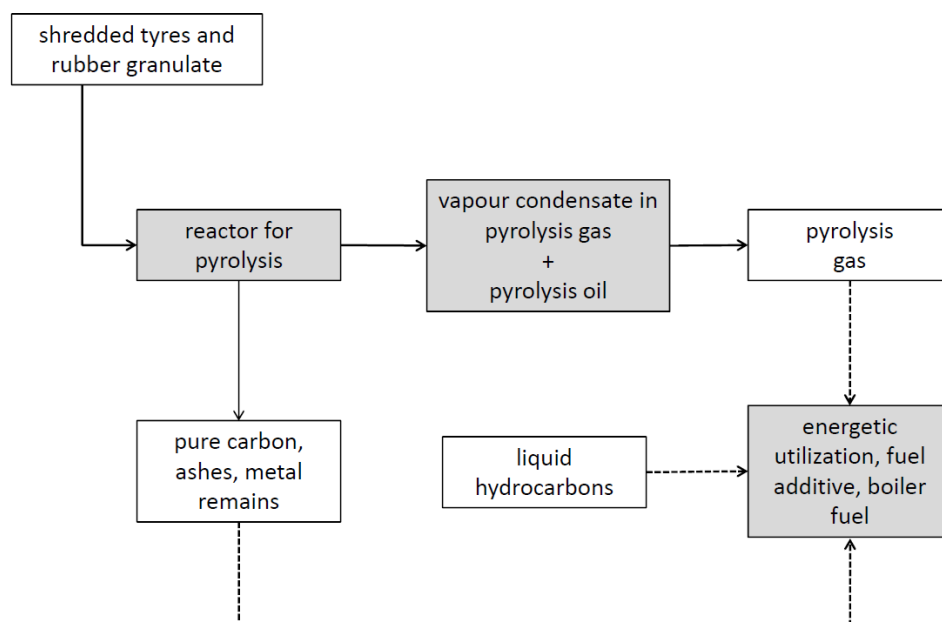 shredded tyres and
rubber granulate
reactor for
pyrolysis
vapour condensate in
pyrolysis gas
+
pyrolysis oil
pyrolysis
gas
pure carbon,
ashes, metal
remains
liquid
hydrocarbons
energetic
utilization, fuel
additive, boiler
fuel